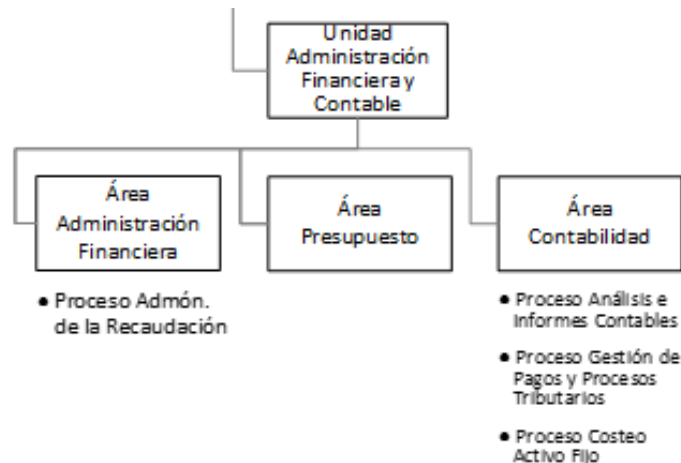 Unidad
Administración
Financiera y
Contable
Área
Administración
Financiera
Área
Presupuesto
Área
Contabilidad
● Proceso Admón.
de la Recaudación
● Proceso Análisis e
Informes Contables
● Proceso Gestión de
Pagos y Procesos
Tributarios
● Proceso Costeo
Activo Fijo